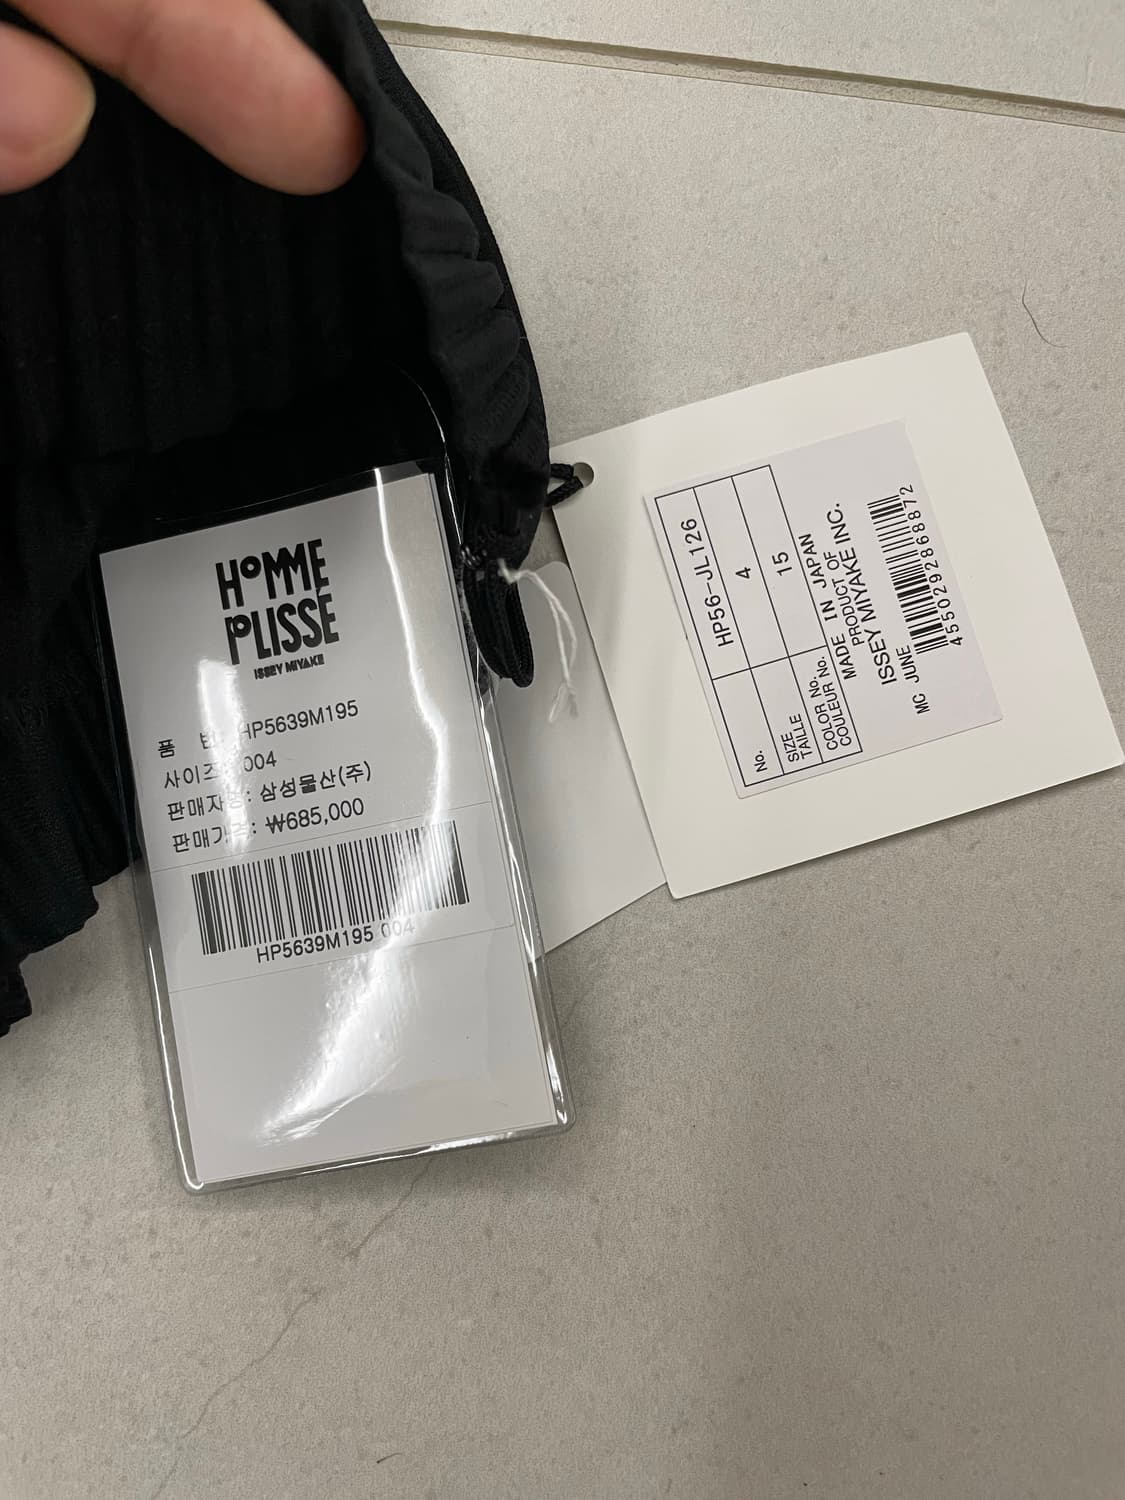 HOMME
PLISSÉ
ISSEY MIYAKE
품 번: HP5639M195
사이즈: 004
판매자명: 삼성물산(주)
판매가격: ₩685,000
HP5639M195 004
No. HP56-JL126
SIZE TAILLE 4
COLOR No. COULEUR No. 15
MADE IN JAPAN
PRODUCT OF
ISSEY MIYAKE INC.
MC JUNE
4550292868872